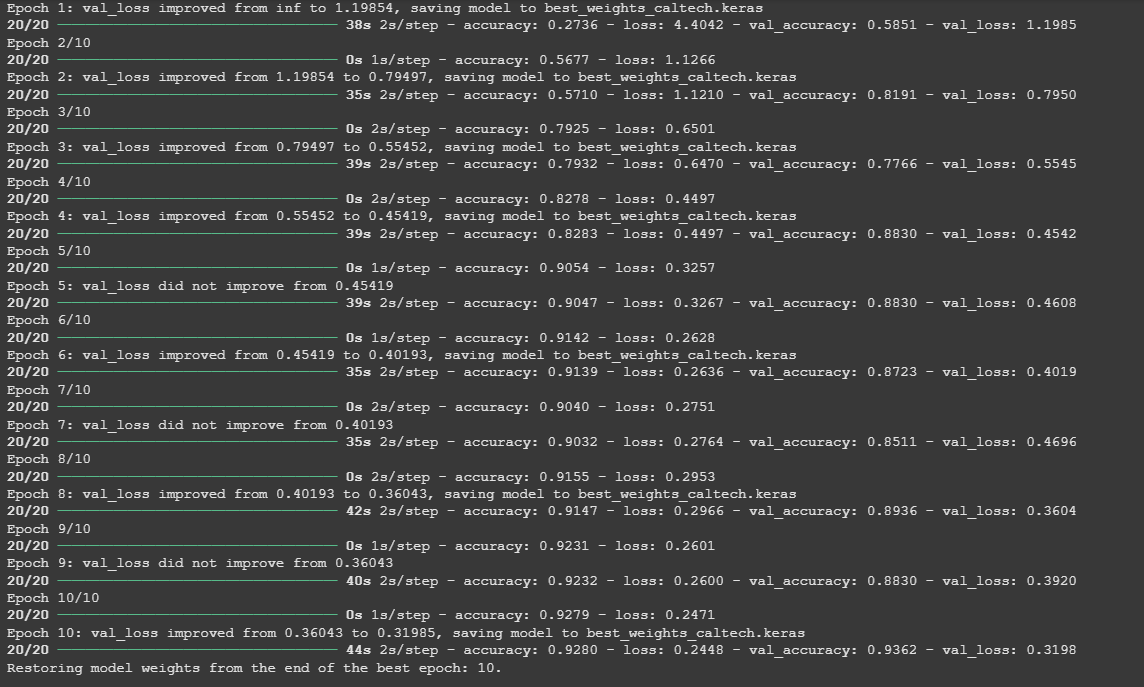 Epoch 1: val_loss improved from inf to 1.19854, saving model to best_weights_caltech.keras
20/20 ———————————————————— 38s 2s/step - accuracy: 0.2736 - loss: 4.4042 - val_accuracy: 0.5851 - val_loss: 1.1985
Epoch 2/10
20/20 ———————————————————— 0s 1s/step - accuracy: 0.5677 - loss: 1.1266
Epoch 2: val_loss improved from 1.19854 to 0.79497, saving model to best_weights_caltech.keras
20/20 ———————————————————— 35s 2s/step - accuracy: 0.5710 - loss: 1.1210 - val_accuracy: 0.8191 - val_loss: 0.7950
Epoch 3/10
20/20 ———————————————————— 0s 2s/step - accuracy: 0.7925 - loss: 0.6501
Epoch 3: val_loss improved from 0.79497 to 0.55452, saving model to best_weights_caltech.keras
20/20 ———————————————————— 39s 2s/step - accuracy: 0.7932 - loss: 0.6470 - val_accuracy: 0.7766 - val_loss: 0.5545
Epoch 4/10
20/20 ———————————————————— 0s 2s/step - accuracy: 0.8278 - loss: 0.4497
Epoch 4: val_loss improved from 0.55452 to 0.45419, saving model to best_weights_caltech.keras
20/20 ———————————————————— 39s 2s/step - accuracy: 0.8283 - loss: 0.4497 - val_accuracy: 0.8830 - val_loss: 0.4542
Epoch 5/10
20/20 ———————————————————— 0s 1s/step - accuracy: 0.9054 - loss: 0.3257
Epoch 5: val_loss did not improve from 0.45419
20/20 ———————————————————— 39s 2s/step - accuracy: 0.9047 - loss: 0.3267 - val_accuracy: 0.8830 - val_loss: 0.4608
Epoch 6/10
20/20 ———————————————————— 0s 1s/step - accuracy: 0.9142 - loss: 0.2628
Epoch 6: val_loss improved from 0.45419 to 0.40193, saving model to best_weights_caltech.keras
20/20 ———————————————————— 35s 2s/step - accuracy: 0.9139 - loss: 0.2636 - val_accuracy: 0.8723 - val_loss: 0.4019
Epoch 7/10
20/20 ———————————————————— 0s 2s/step - accuracy: 0.9040 - loss: 0.2751
Epoch 7: val_loss did not improve from 0.40193
20/20 ———————————————————— 35s 2s/step - accuracy: 0.9032 - loss: 0.2764 - val_accuracy: 0.8511 - val_loss: 0.4696
Epoch 8/10
20/20 ———————————————————— 0s 2s/step - accuracy: 0.9155 - loss: 0.2953
Epoch 8: val_loss improved from 0.40193 to 0.36043, saving model to best_weights_caltech.keras
20/20 ———————————————————— 42s 2s/step - accuracy: 0.9147 - loss: 0.2966 - val_accuracy: 0.8936 - val_loss: 0.3604
Epoch 9/10
20/20 ———————————————————— 0s 1s/step - accuracy: 0.9231 - loss: 0.2601
Epoch 9: val_loss did not improve from 0.36043
20/20 ———————————————————— 40s 2s/step - accuracy: 0.9232 - loss: 0.2600 - val_accuracy: 0.8830 - val_loss: 0.3920
Epoch 10/10
20/20 ———————————————————— 0s 1s/step - accuracy: 0.9279 - loss: 0.2471
Epoch 10: val_loss improved from 0.36043 to 0.31985, saving model to best_weights_caltech.keras
20/20 ———————————————————— 44s 2s/step - accuracy: 0.9280 - loss: 0.2448 - val_accuracy: 0.9362 - val_loss: 0.3198
Restoring model weights from the end of the best epoch: 10.